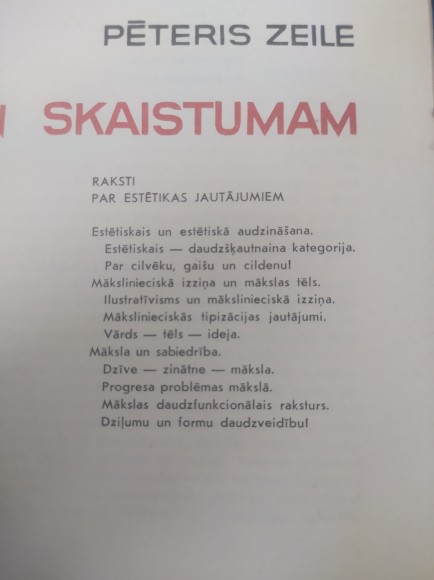 PĒTERIS ZEILE
SKAISTUMAM
RAKSTI
PAR ESTĒTIKAS JAUTĀJUMIEM
Estētiskais un estētiskā audzināšana.
Estētiskais — daudzšķautnaina kategorija.
Par cilvēku, gaišu un cildenu!
Mākslinieciskā izziņa un mākslas tēls.
Ilustratīvisms un mākslinieciskā izziņa.
Mākslinieciskās tipizācijas jautājumi.
Vārds — tēls — ideja.
Māksla un sabiedrība.
Dzīve — zinātne — māksla.
Progresa problēmas mākslā.
Mākslas daudzfunkcionālais raksturs.
Dziļumu un formu daudzveidību!